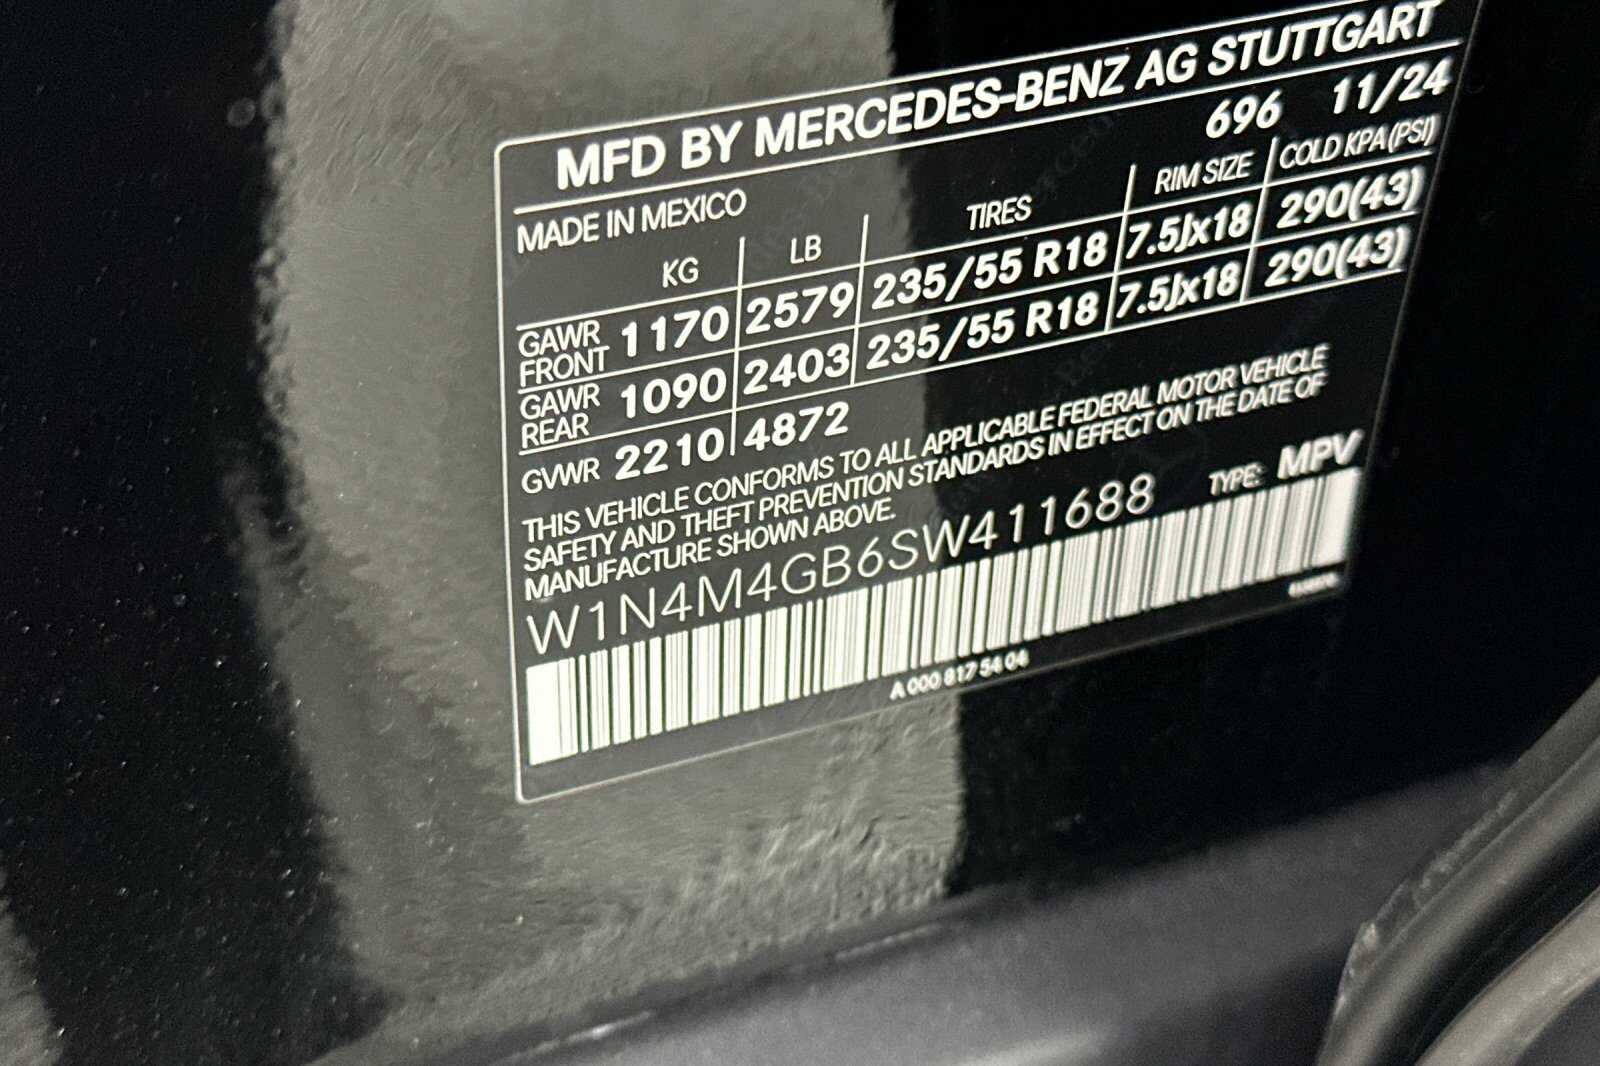 MFD BY MERCEDES-BENZ AG STUTTGART
MADE IN MEXICO 696 11/24
KG LB TIRES RIM SIZE COLD KPA(PSI)
GAWR FRONT 1170 2579 235/55 R18 7.5Jx18 290(43)
GAWR REAR 1090 2403 235/55 R18 7.5Jx18 290(43)
GVWR 2210 4872
THIS VEHICLE CONFORMS TO ALL APPLICABLE FEDERAL MOTOR VEHICLE
SAFETY AND THEFT PREVENTION STANDARDS IN EFFECT ON THE DATE OF
MANUFACTURE SHOWN ABOVE.
W1N4M4GB6SW411688 TYPE: MPV
A 000 817 54 04